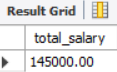 Result Grid
total_salary
145000.00